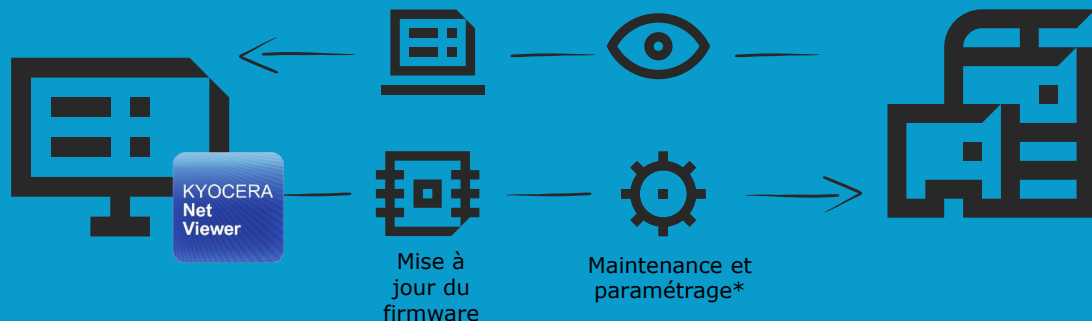 KYOCERA
Net
Viewer
Mise à
jour du
firmware
Maintenance et
paramétrage*